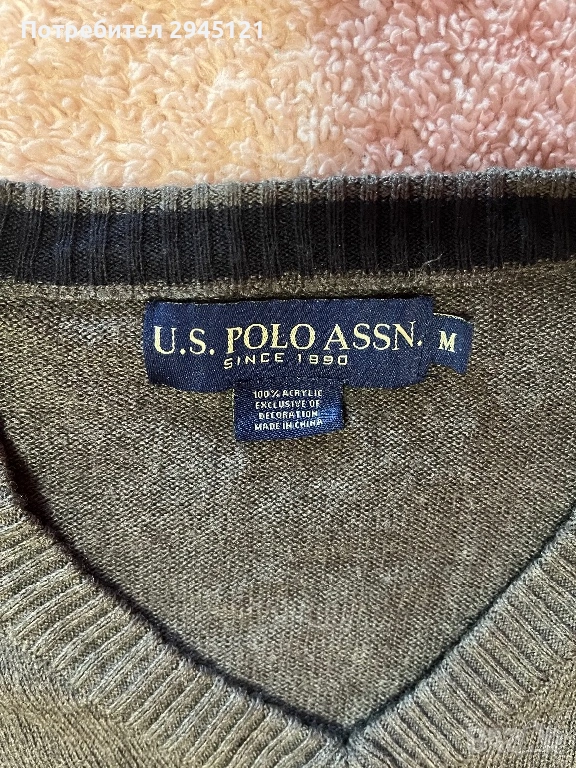 Потребител 2945121
U.S. POLO ASSN. M
SINCE 1890
100% ACRYLIC
EXCLUSIVE OF
DECORATION
MADE IN CHINA